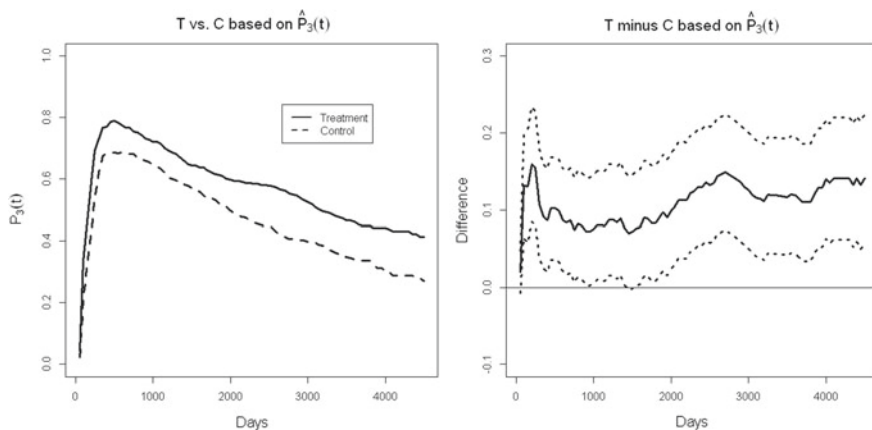 T vs. C based on P̂₃(t)
P₃(t)
1.0
0.8
0.6
0.4
0.2
0.0
Treatment
Control
0 1000 2000 3000 4000
Days
T minus C based on P̂₃(t)
Difference
0.3
0.2
0.1
0.0
-0.1
0 1000 2000 3000 4000
Days